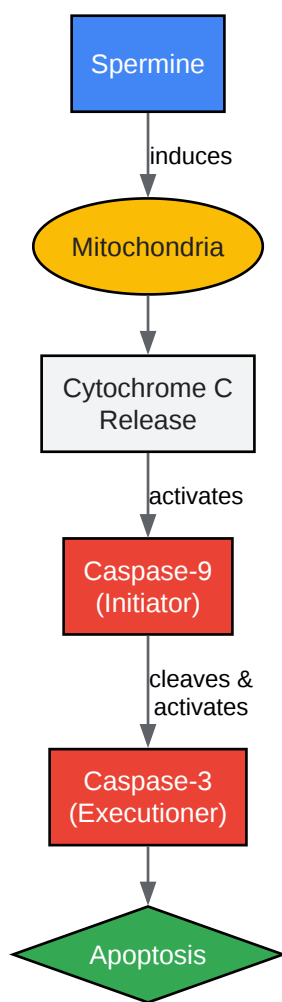 Spermine
induces
Mitochondria
Cytochrome C
Release
activates
Caspase-9
(Initiator)
cleaves &
activates
Caspase-3
(Executioner)
Apoptosis